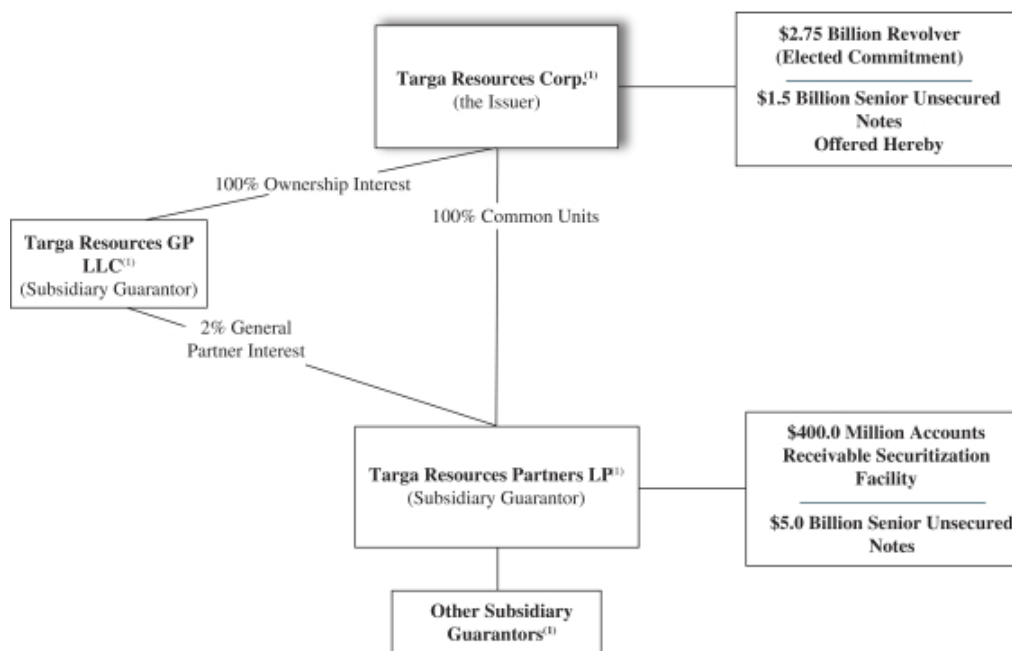 Targa Resources Corp.(1)
(the Issuer)
$2.75 Billion Revolver
(Elected Commitment)
$1.5 Billion Senior Unsecured
Notes
Offered Hereby
100% Ownership Interest
100% Common Units
Targa Resources GP
LLC(1)
(Subsidiary Guarantor)
2% General
Partner Interest
Targa Resources Partners LP(1)
(Subsidiary Guarantor)
$400.0 Million Accounts
Receivable Securitization
Facility
$5.0 Billion Senior Unsecured
Notes
Other Subsidiary
Guarantors(1)